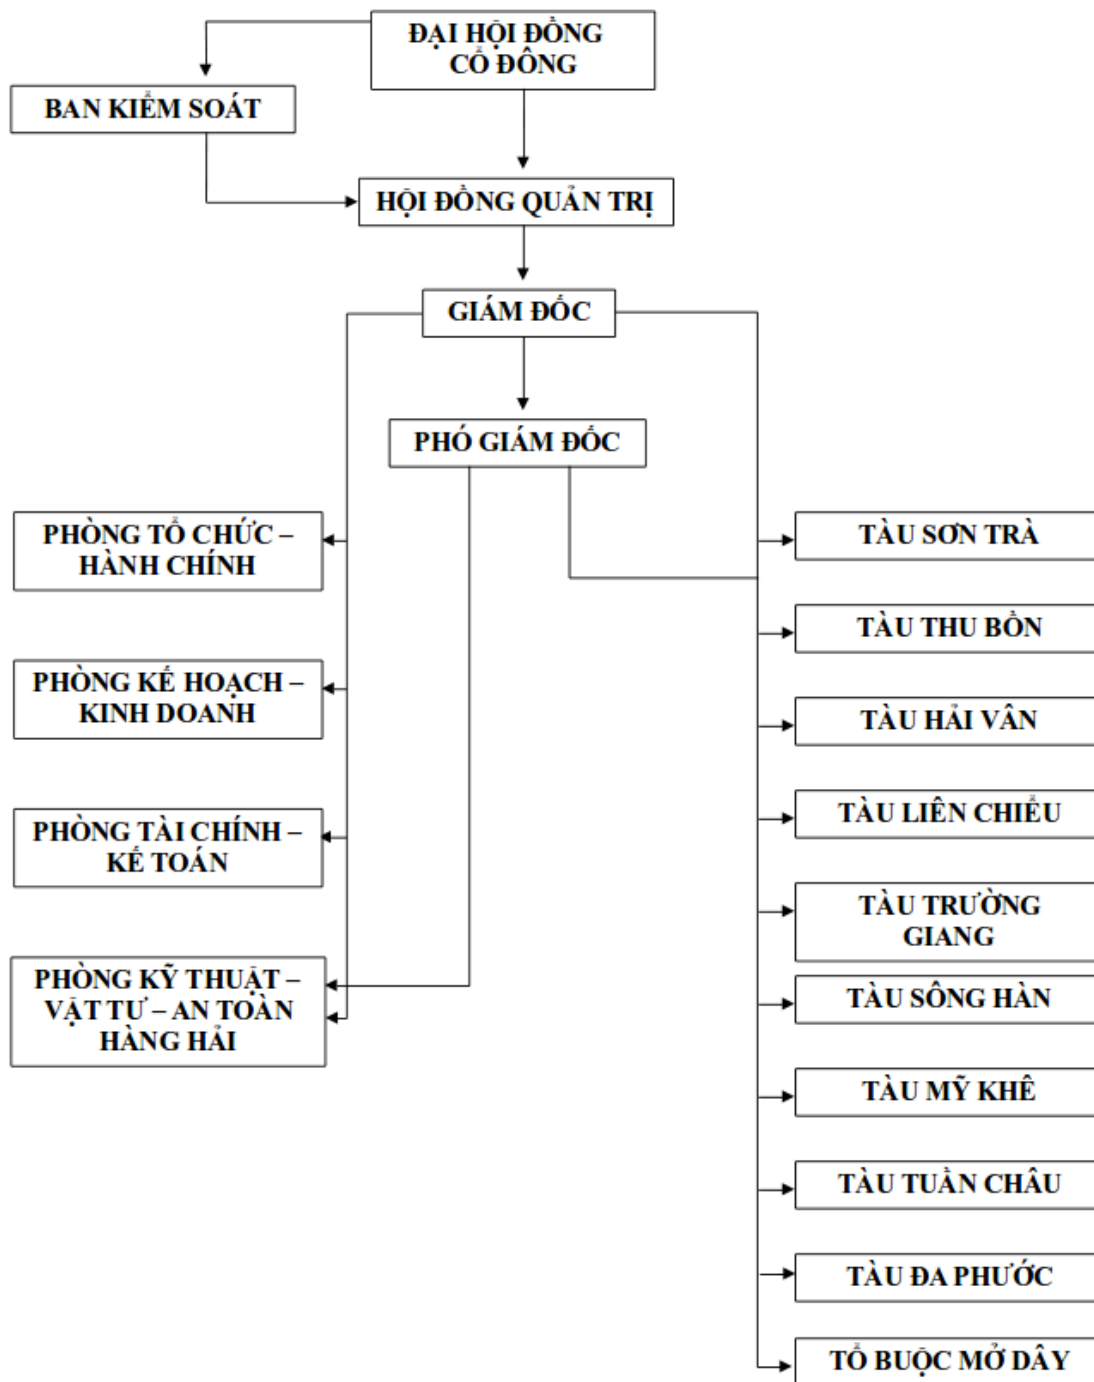 ĐẠI HỘI ĐỒNG
CỔ ĐÔNG
BAN KIỂM SOÁT
HỘI ĐỒNG QUẢN TRỊ
GIÁM ĐỐC
PHÓ GIÁM ĐỐC
PHÒNG TỔ CHỨC –
HÀNH CHÍNH
PHÒNG KẾ HOẠCH –
KINH DOANH
PHÒNG TÀI CHÍNH –
KẾ TOÁN
PHÒNG KỸ THUẬT –
VẬT TƯ – AN TOÀN
HÀNG HẢI
TÀU SƠN TRÀ
TÀU THU BỒN
TÀU HẢI VÂN
TÀU LIÊN CHIỂU
TÀU TRƯỜNG
GIANG
TÀU SÔNG HÀN
TÀU MỸ KHÊ
TÀU TUẦN CHÂU
TÀU ĐA PHƯỚC
TỔ BUỘC MỞ DÂY